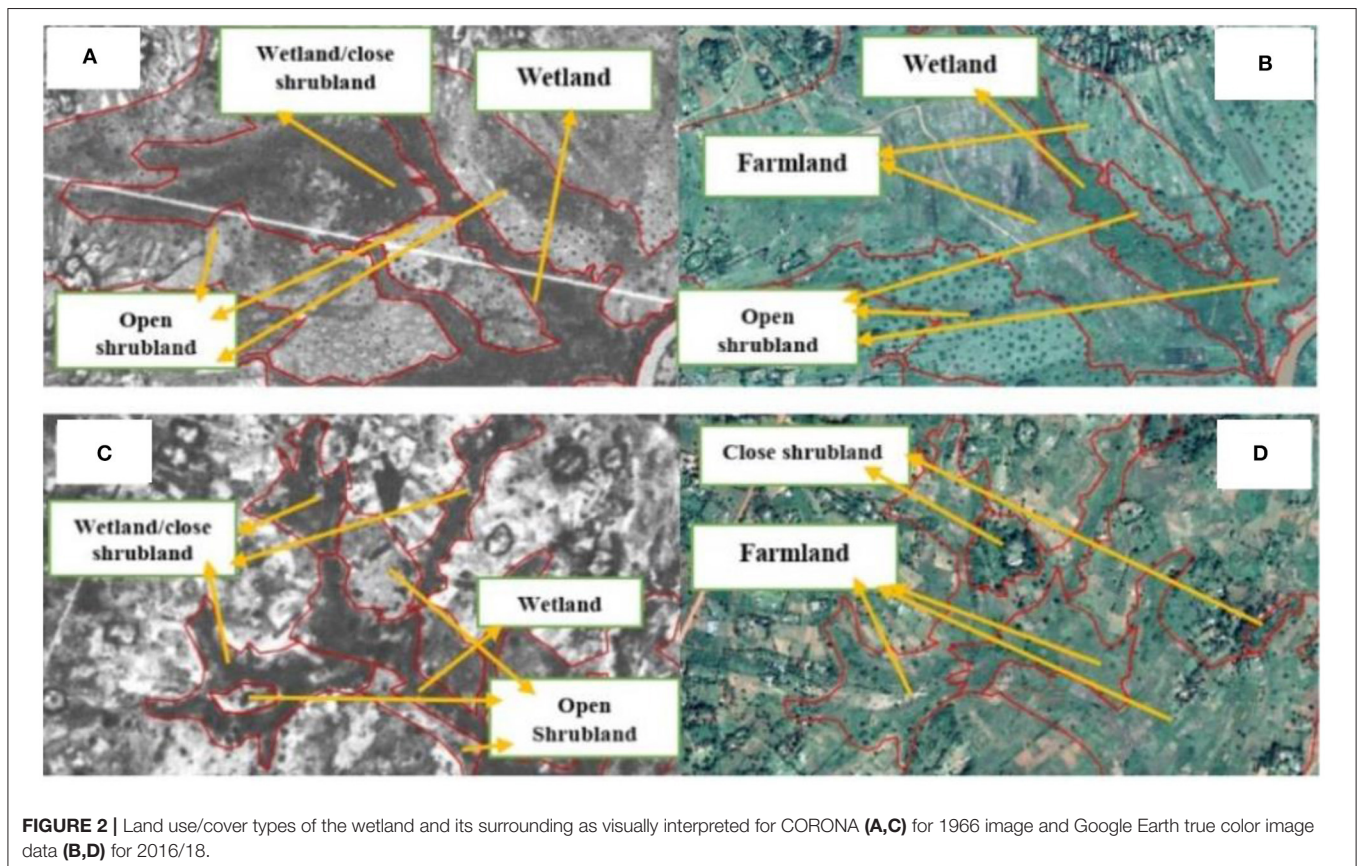 A
Wetland/close
shrubland
Wetland
Open
shrubland
Wetland
B
Farmland
Open
shrubland
C
Wetland/close
shrubland
Wetland
Open
Shrubland
Close shrubland
D
Farmland
FIGURE 2 | Land use/cover types of the wetland and its surrounding as visually interpreted for CORONA (A,C) for 1966 image and Google Earth true color image
data (B,D) for 2016/18.